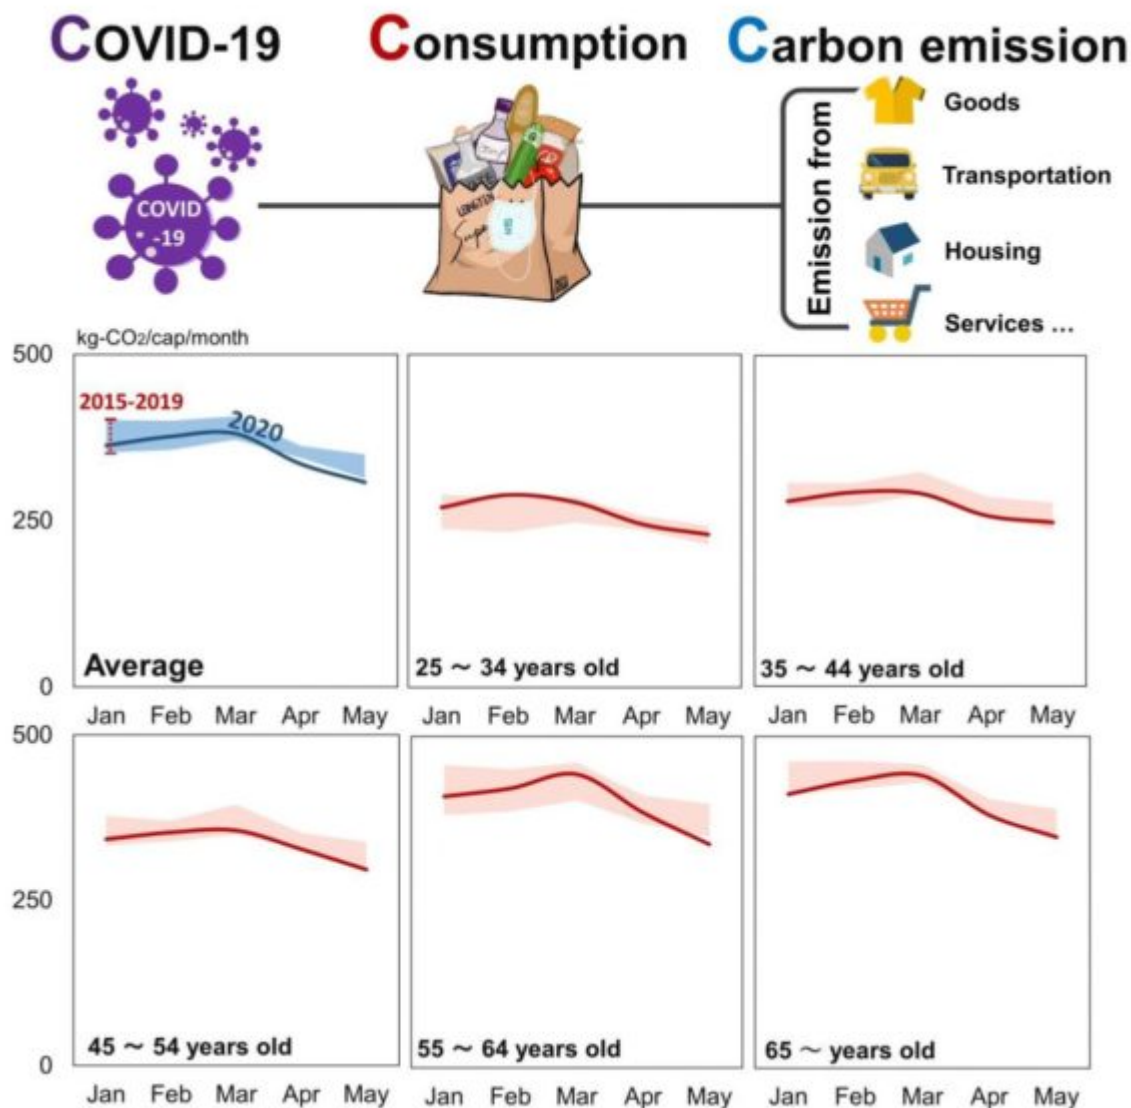 COVID-19 Consumption Carbon emission
COVID
-19
Emission from
Goods
Transportation
Housing
Services ...
kg-CO2/cap/month
500
250
0
2015-2019
2020
Average
25 ~ 34 years old
35 ~ 44 years old
Jan Feb Mar Apr May
Jan Feb Mar Apr May
Jan Feb Mar Apr May
500
250
0
45 ~ 54 years old
55 ~ 64 years old
65 ~ years old
Jan Feb Mar Apr May
Jan Feb Mar Apr May
Jan Feb Mar Apr May